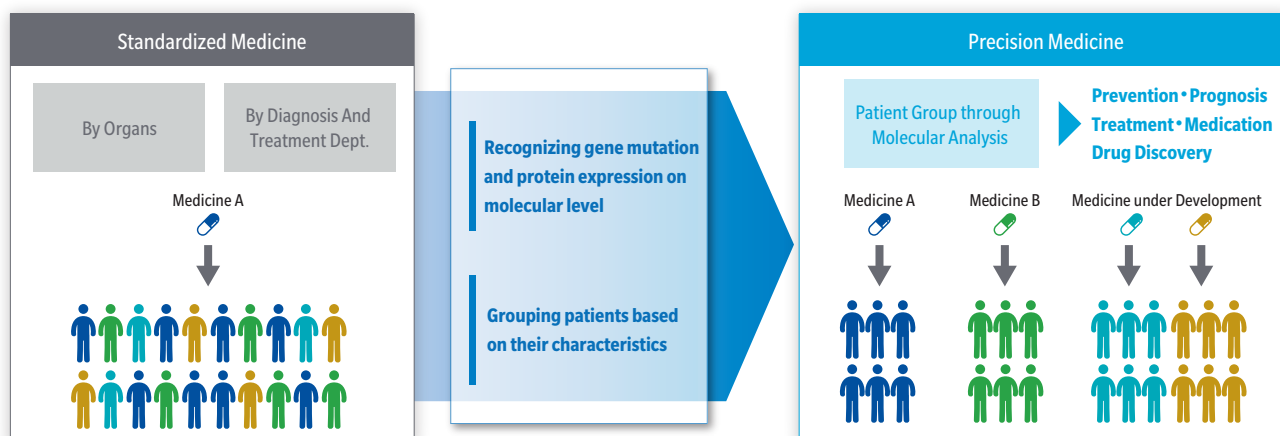 Standardized Medicine
By Organs
By Diagnosis And
Treatment Dept.
Medicine A
Recognizing gene mutation
and protein expression on
molecular level
Grouping patients based
on their characteristics
Precision Medicine
Patient Group through
Molecular Analysis
Prevention • Prognosis
Treatment • Medication
Drug Discovery
Medicine A
Medicine B
Medicine under Development